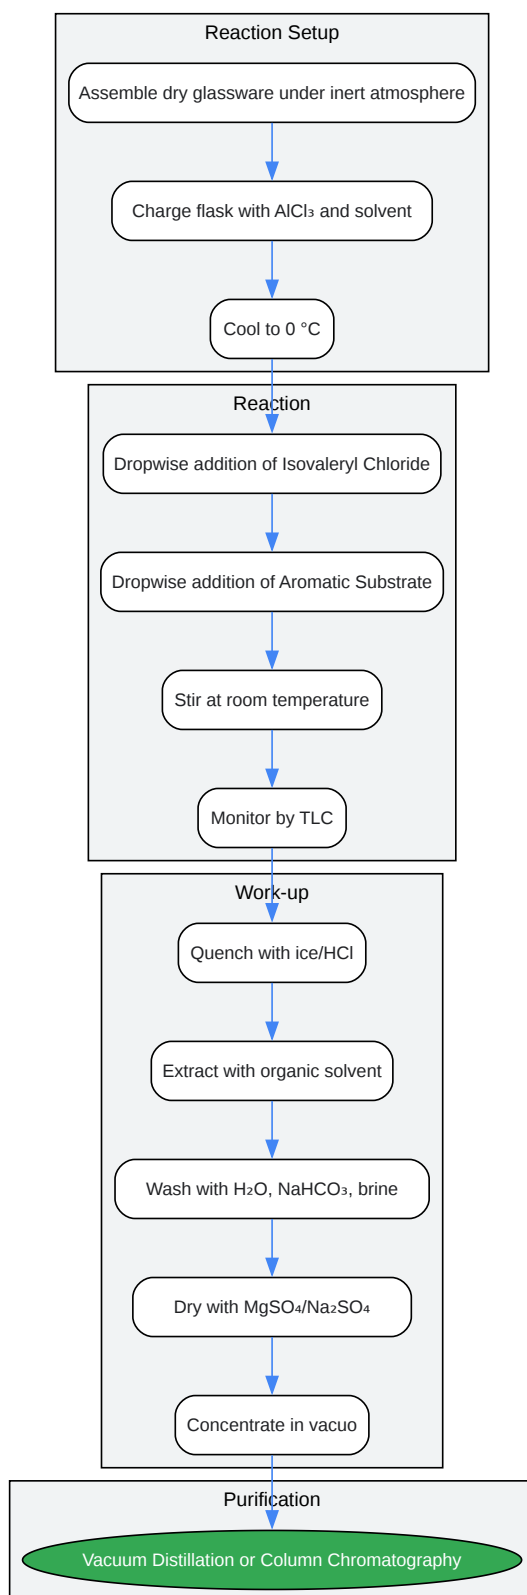 Reaction Setup
Assemble dry glassware under inert atmosphere
Charge flask with AlCl₃ and solvent
Cool to 0 °C
Reaction
Dropwise addition of Isovaleryl Chloride
Dropwise addition of Aromatic Substrate
Stir at room temperature
Monitor by TLC
Work-up
Quench with ice/HCl
Extract with organic solvent
Wash with H₂O, NaHCO₃, brine
Dry with MgSO₄/Na₂SO₄
Concentrate in vacuo
Purification
Vacuum Distillation or Column Chromatography